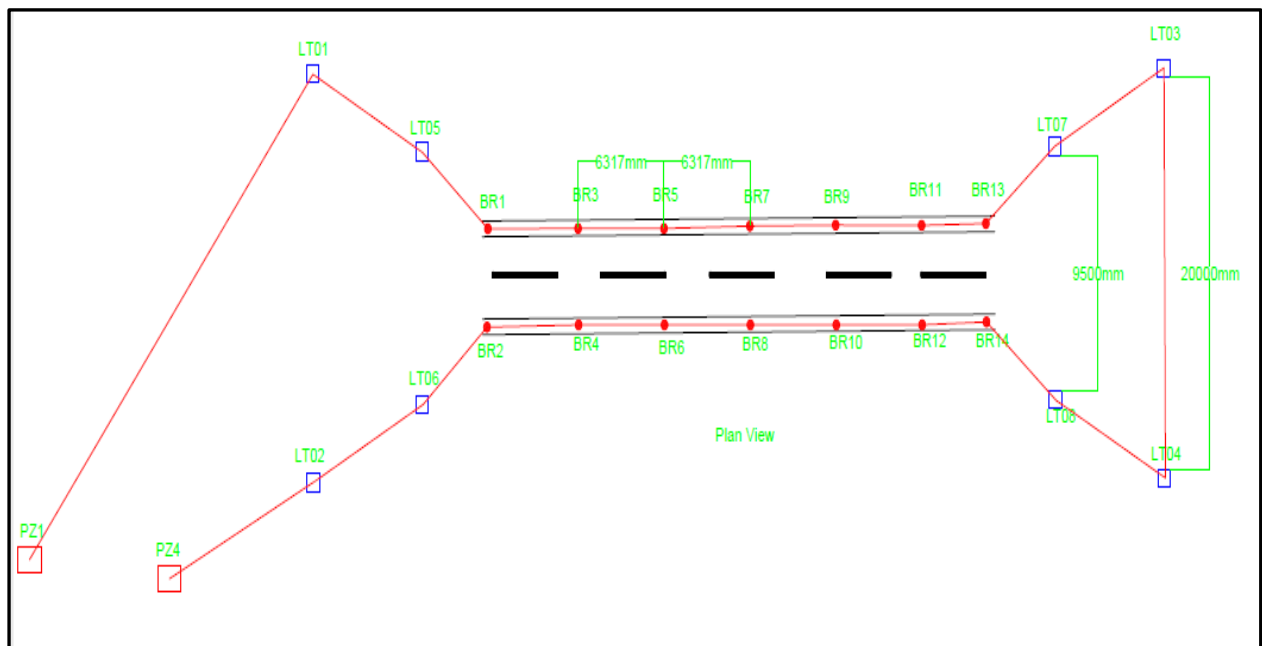 LT01
LT03
LT05
LT07
6317mm
6317mm
BR1
BR3
BR5
BR7
BR9
BR11
BR13
9500mm
20000mm
BR2
BR4
BR6
BR8
BR10
BR12
BR14
LT06
LT08
Plan View
LT02
LT04
PZ1
PZ4